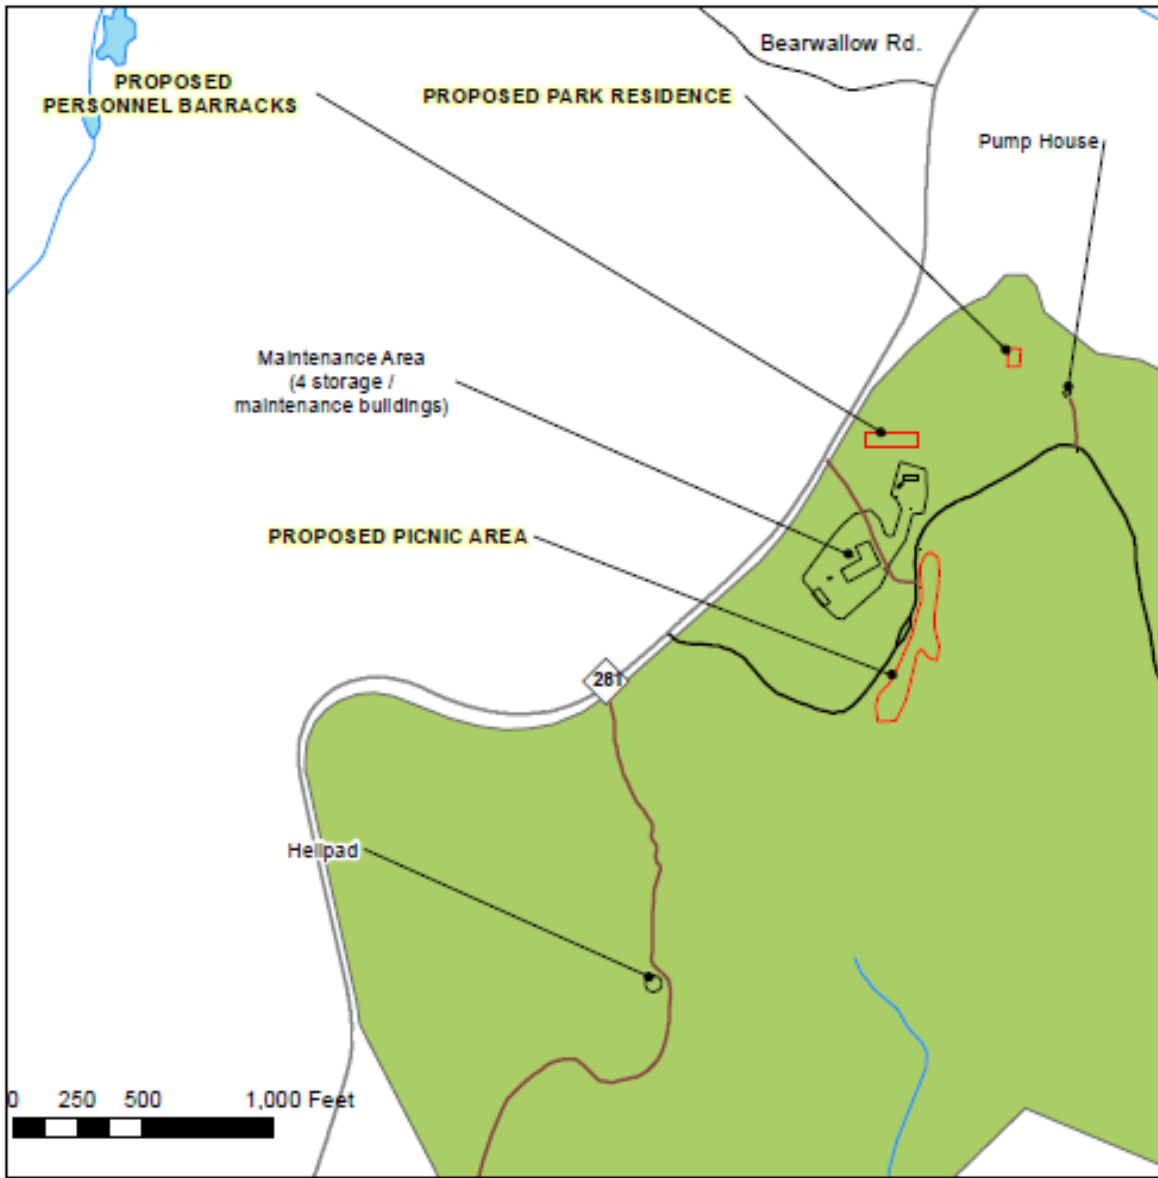 Bearwallow Rd.
PROPOSED
PERSONNEL BARRACKS
PROPOSED PARK RESIDENCE
Pump House
Maintenance Area
(4 storage /
maintenance buildings)
PROPOSED PICNIC AREA
281
Helipad
0 250 500 1,000 Feet